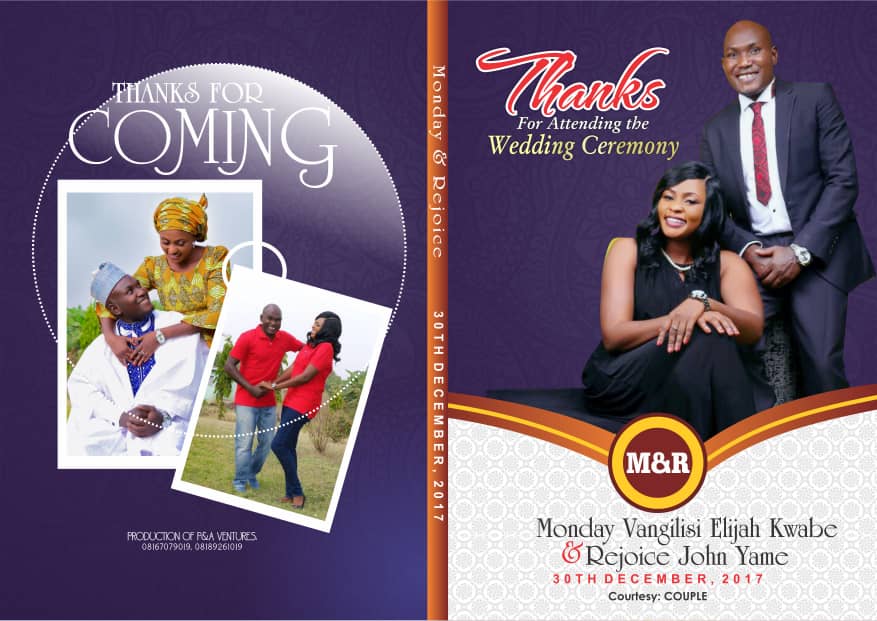 THANKS FOR
COMING
PRODUCTION OF F&A VENTURES.
08167079019, 08189261019
Monday & Rejoice
30TH DECEMBER, 2017
Thanks
For Attending the
Wedding Ceremony
M&R
Monday Vangilisi Elijah Kwabe
& Rejoice John Yame
30TH DECEMBER, 2017
Courtesy: COUPLE